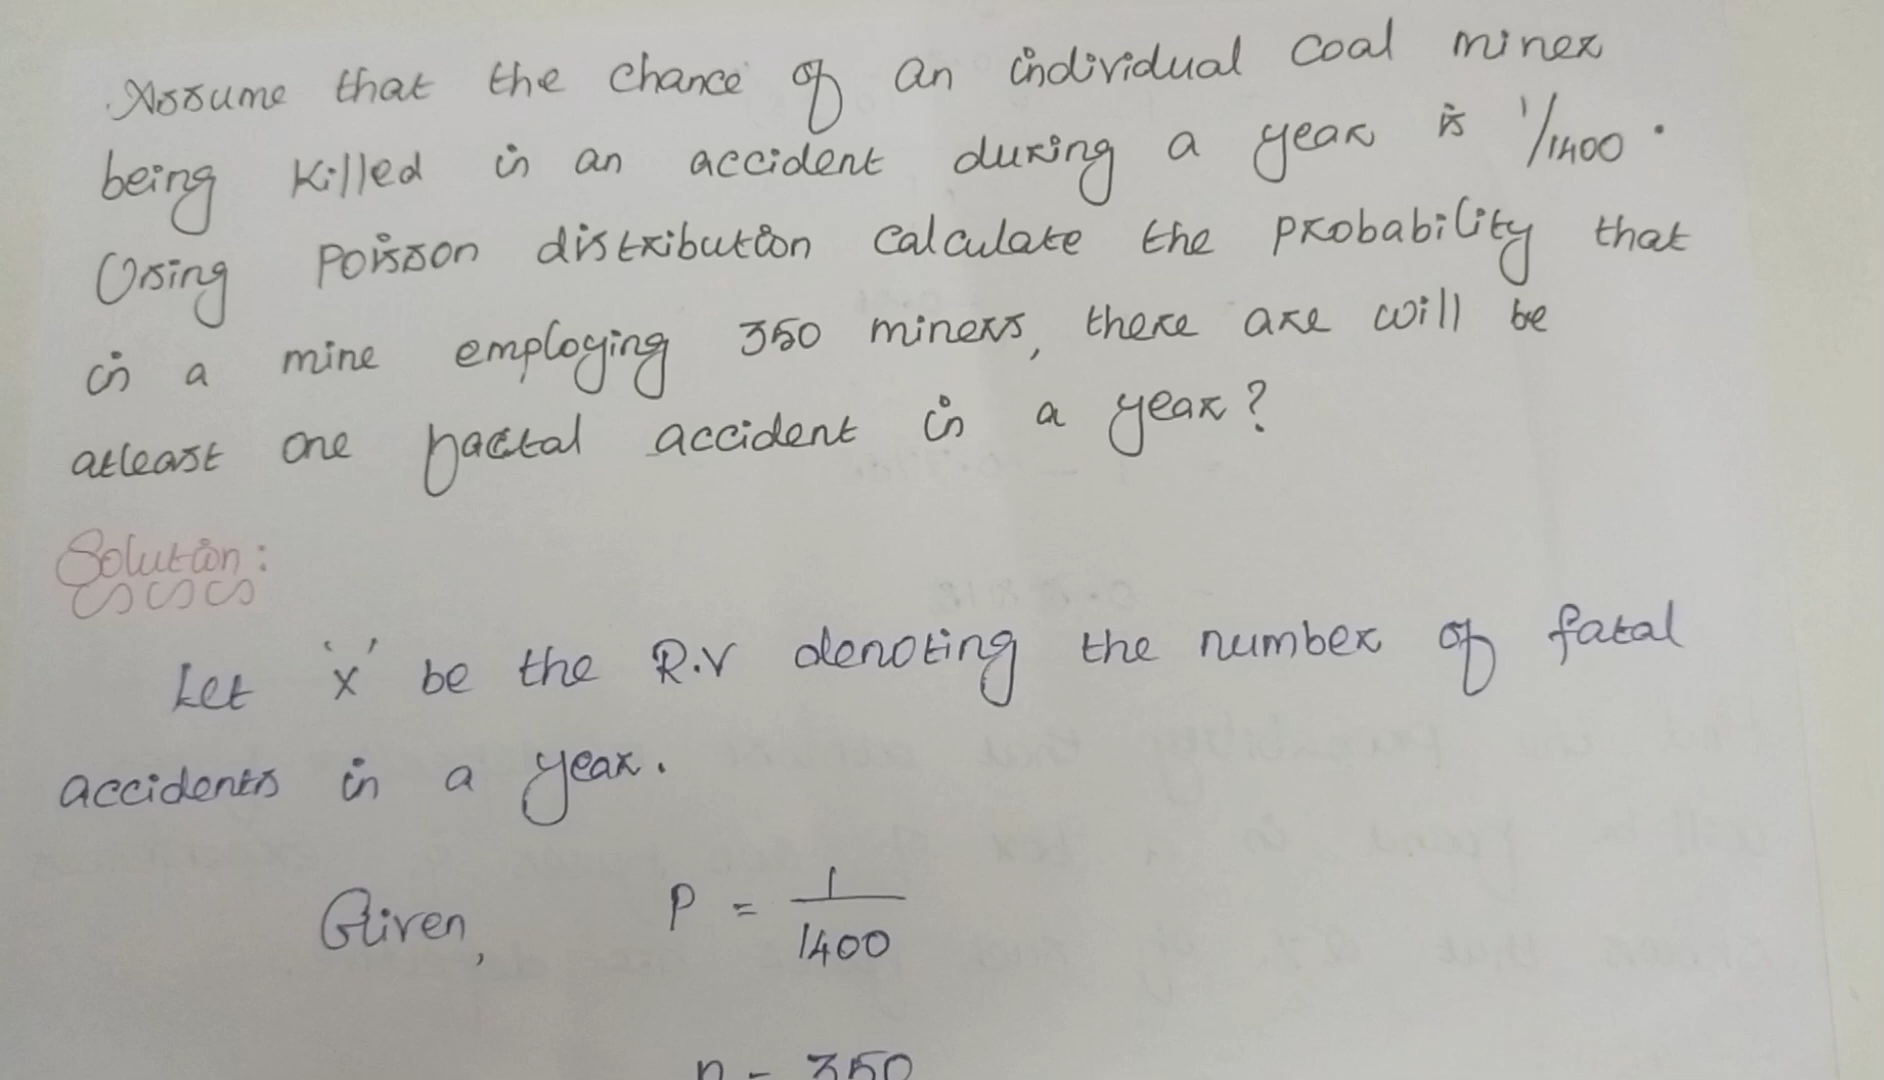 Assume that the chance of an individual coal miner
being killed in an accident during a year is 1/1400.
Using poisson distribution calculate the probability that
in a mine employing 350 miners, there are will be
atleast one factal accident in a year?
Solution:
Let 'x' be the R.V denoting the number of fatal
accidents in a year.
Given, P = 1/1400
n = 350